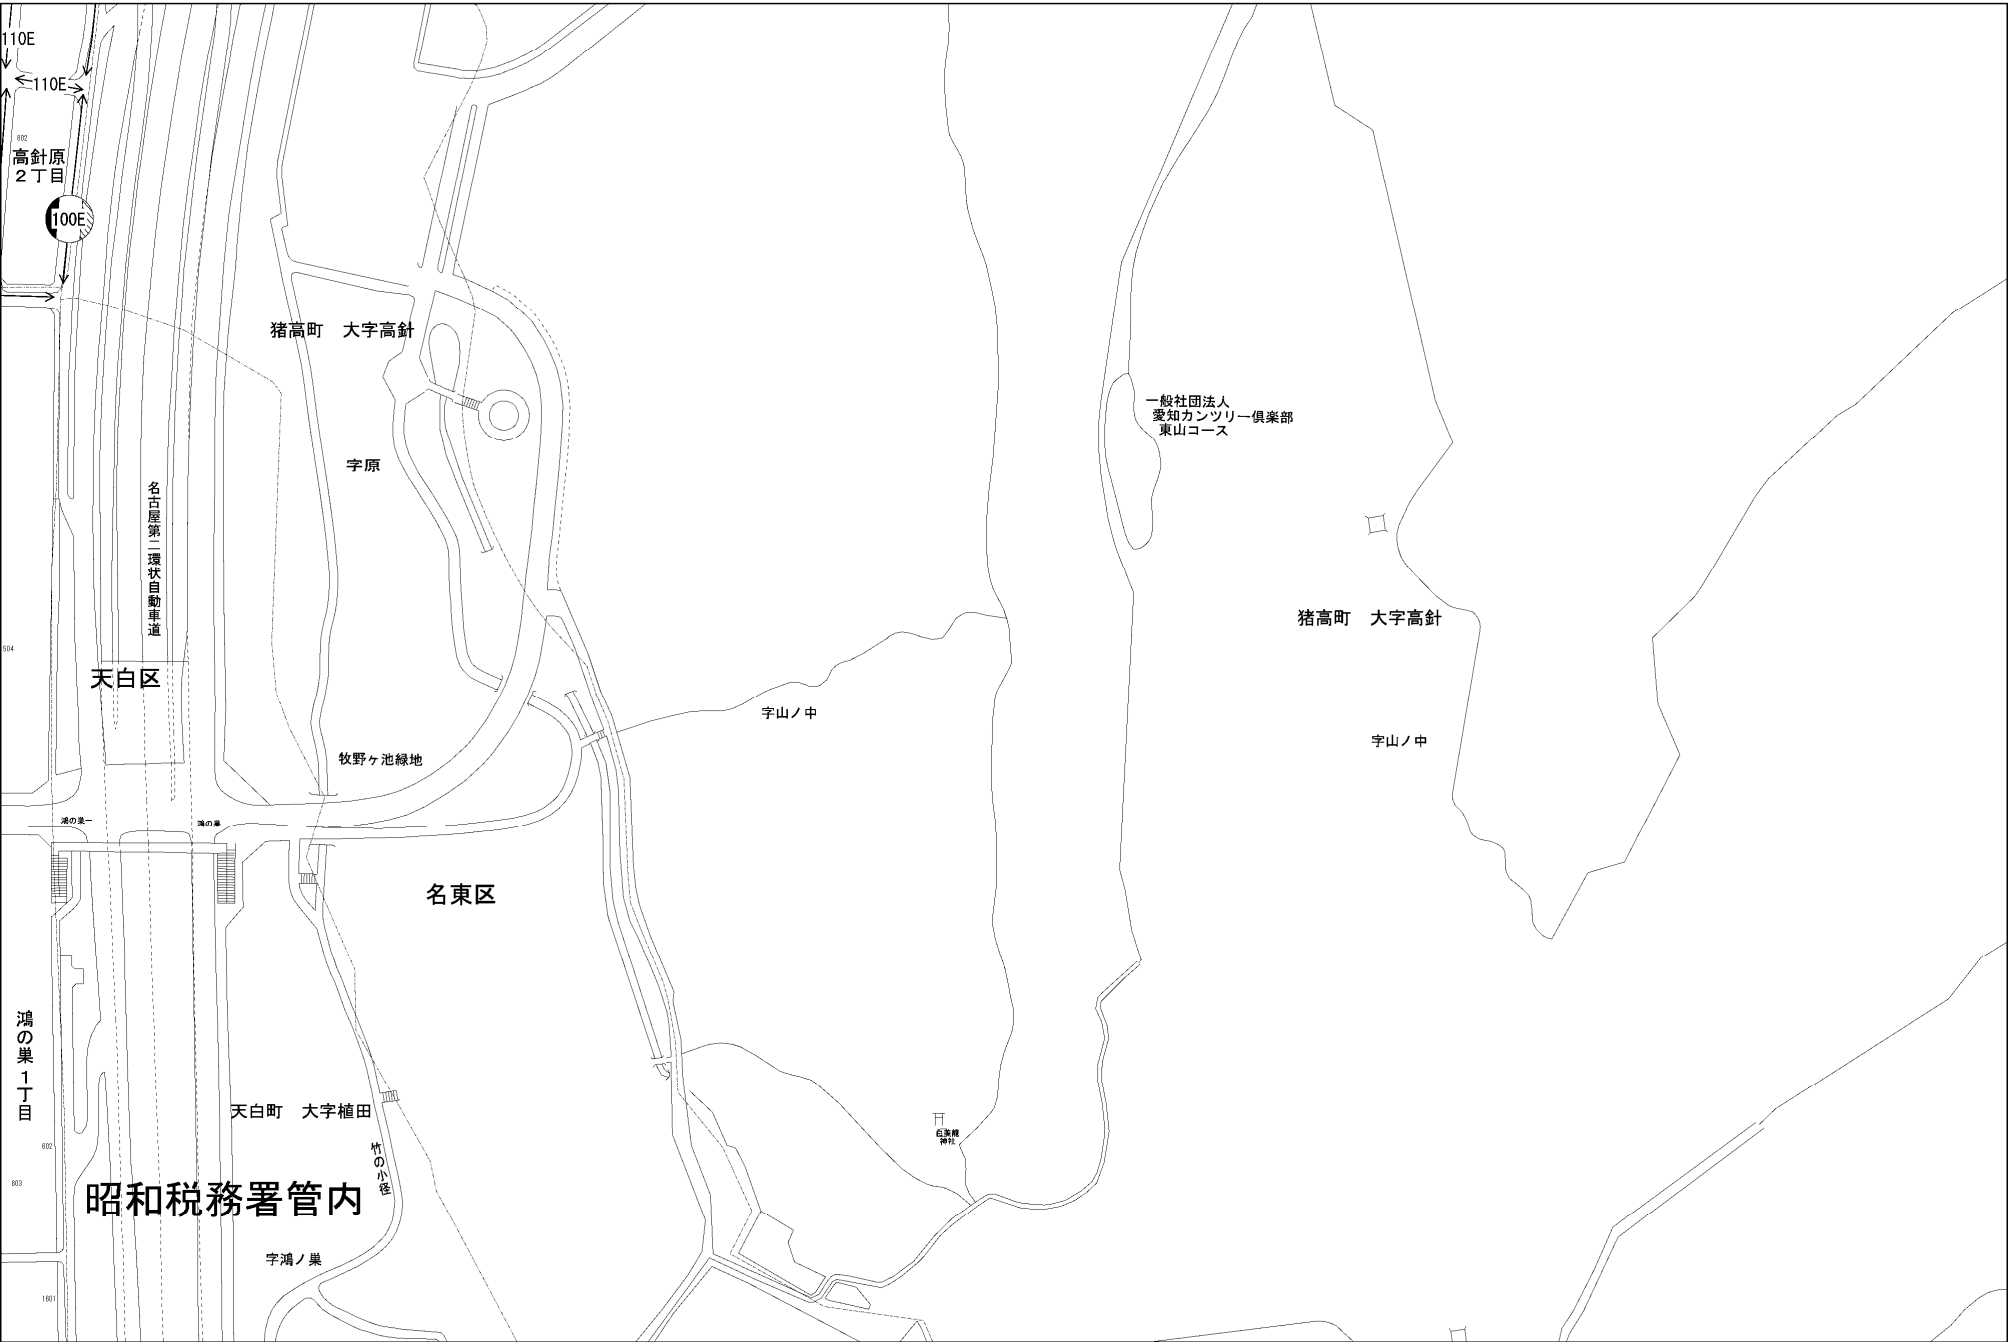 110E
110E
802
高針原
2丁目
100E
猪高町 大字高針
一般社団法人
愛知カンツリー倶楽部
東山コース
字原
名古屋第二環状自動車道
猪高町 大字高針
504
天白区
字山ノ中
字山ノ中
牧野ヶ池緑地
鴻の巣一
鴻の巣
名東区
鴻の巣1丁目
天白町 大字植田
神社
602
竹の小径
603
昭和税務署管内
字鴻ノ巣
1601